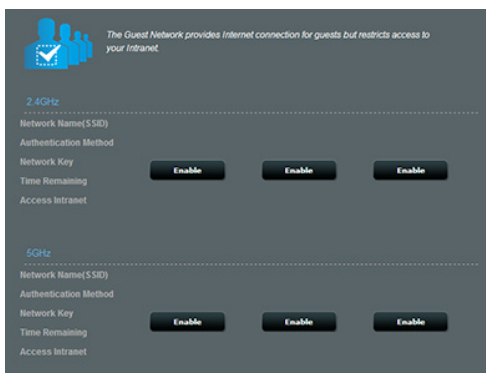 The Guest Network provides Internet connection for guests but restricts access to
your Intranet.
2.4GHz
Network Name(SSID)
Authentication Method
Network Key
Enable Enable Enable
Time Remaining
Access Intranet
5GHz
Network Name(SSID)
Authentication Method
Network Key
Enable Enable Enable
Time Remaining
Access Intranet